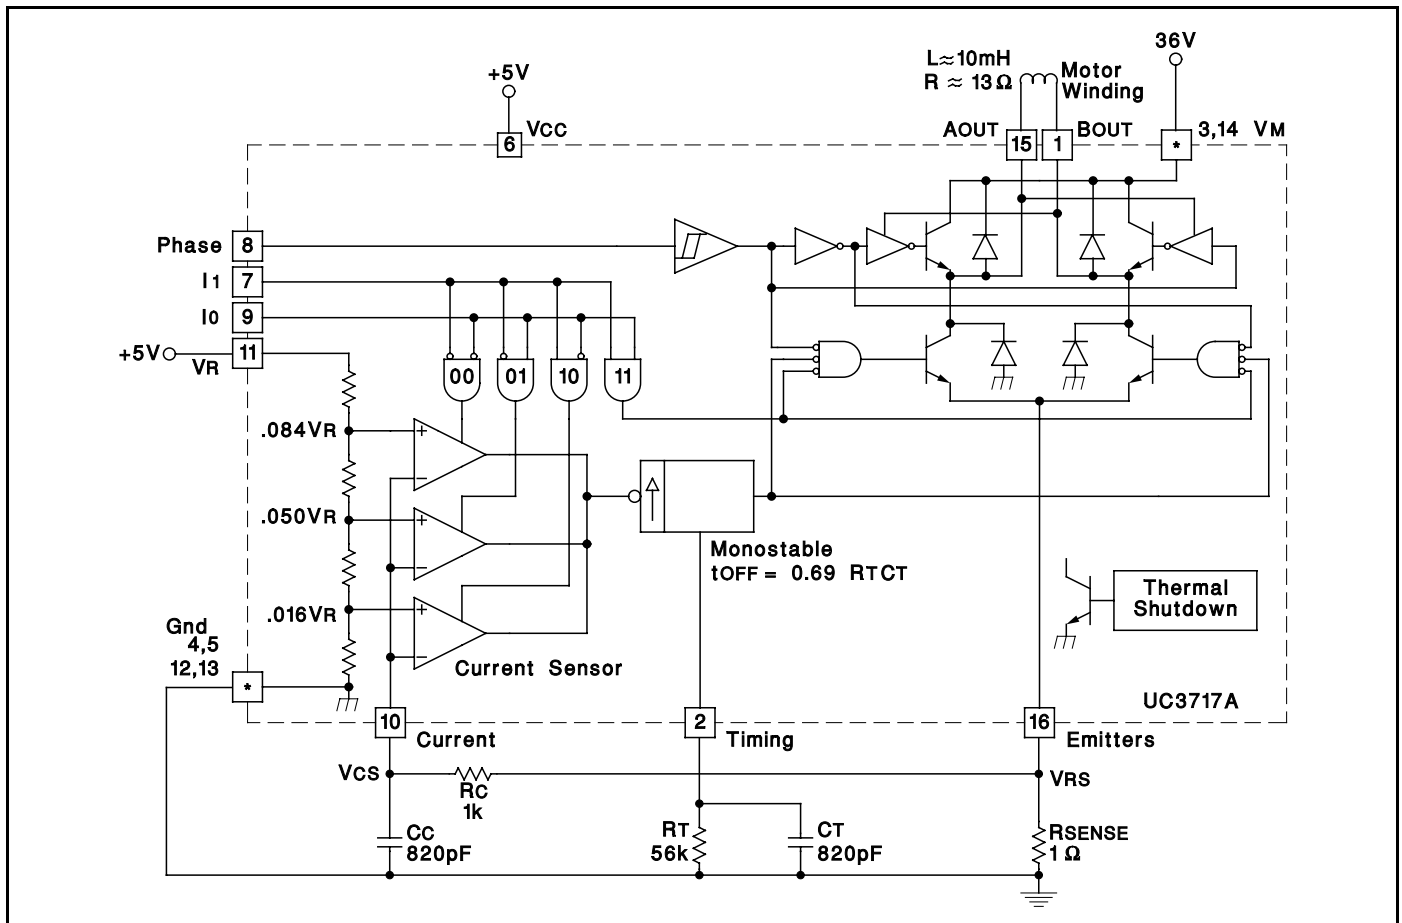 36V
L≈10mH
R ≈ 13Ω
Motor
Winding
+5V
VCC
6
AOUT
15
1
BOUT
*
3,14 VM
Phase
8
I1
7
I0
9
+5V
VR
11
00
01
10
11
.084VR
+
−
.050VR
+
−
.016VR
+
−
Current Sensor
Monostable
tOFF = 0.69 RTCT
Thermal
Shutdown
Gnd
4,5
12,13
*
UC3717A
10
Current
2
Timing
16
Emitters
VCS
RC
1k
VRS
CC
820pF
RT
56k
CT
820pF
RSENSE
1Ω